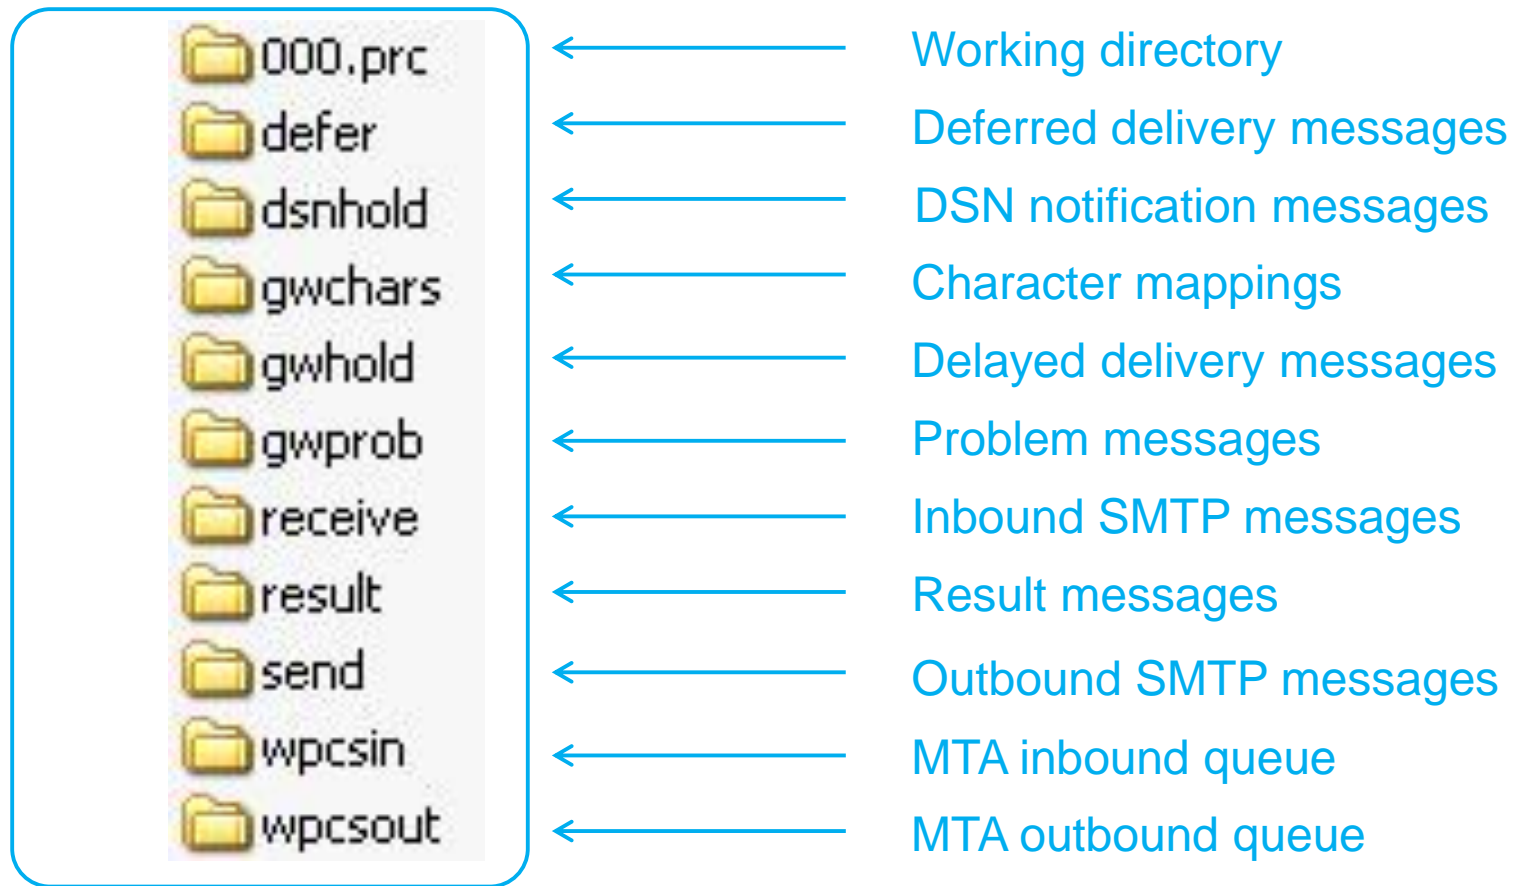 000.prc Working directory
defer Deferred delivery messages
dsnhold DSN notification messages
gwchars Character mappings
gwhold Delayed delivery messages
gwprob Problem messages
receive Inbound SMTP messages
result Result messages
send Outbound SMTP messages
wpcsin MTA inbound queue
wpcsout MTA outbound queue